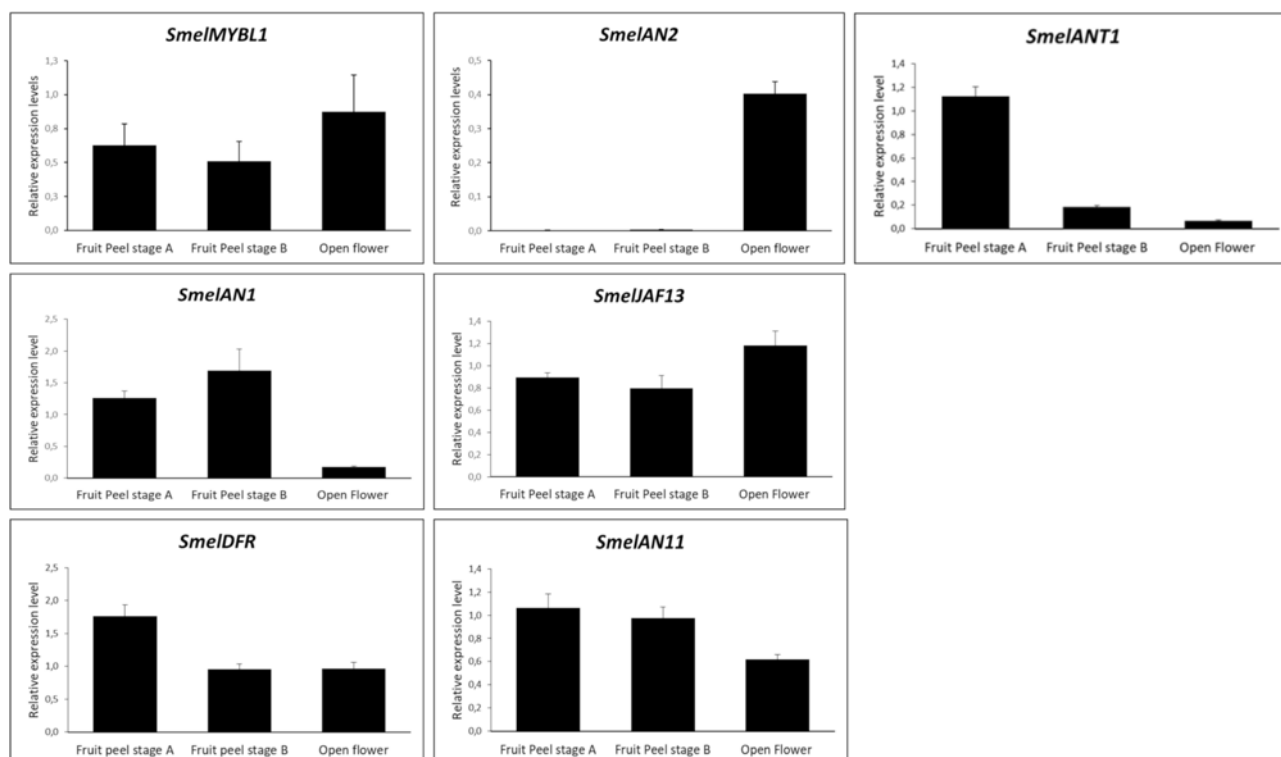 SmelMYBL1
Relative expression levels
1,3
1,0
0,8
0,5
0,3
0,0
Fruit Peel stage A
Fruit Peel stage B
Open flower
SmelAN2
Relative expression levels
0,5
0,4
0,3
0,2
0,1
0,0
Fruit Peel stage A
Fruit Peel stage B
Open flower
SmelANT1
Relative expression level
1,4
1,2
1,0
0,8
0,6
0,4
0,2
0,0
Fruit Peel stage A
Fruit Peel stage B
Open Flower
SmelAN1
Relative expression level
2,5
2,0
1,5
1,0
0,5
0,0
Fruit Peel stage A
Fruit Peel stage B
Open Flower
SmelJAF13
Relative expression level
1,4
1,2
1,0
0,8
0,6
0,4
0,2
0,0
Fruit Peel stage A
Fruit Peel stage B
Open Flower
SmelDFR
Relative expression level
2,5
2,0
1,5
1,0
0,5
0,0
Fruit peel stage A
Fruit peel stage B
Open flower
SmelAN11
Relative expression level
1,4
1,2
1,0
0,8
0,6
0,4
0,2
0,0
Fruit Peel stage A
Fruit Peel stage B
Open Flower